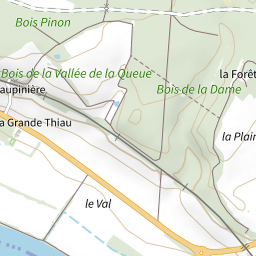 Bois Pinon
Bois de la Vallée de la Queue
la Forêt
aupinière
Bois de la Dame
a Grande Thiau
la Plain
le Val